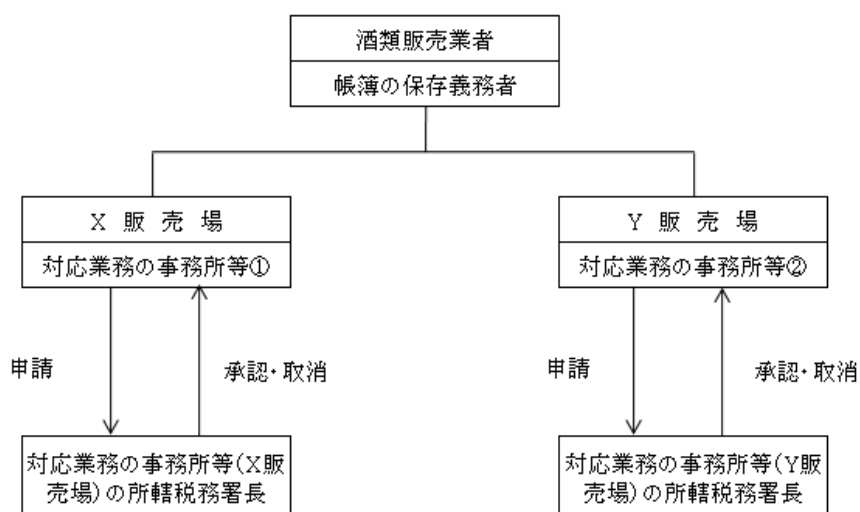 酒類販売業者
帳簿の保存義務者
X 販 売 場
対応業務の事務所等①
Y 販 売 場
対応業務の事務所等②
申請
承認・取消
申請
承認・取消
対応業務の事務所等(X販
売場)の所轄税務署長
対応業務の事務所等(Y販
売場)の所轄税務署長